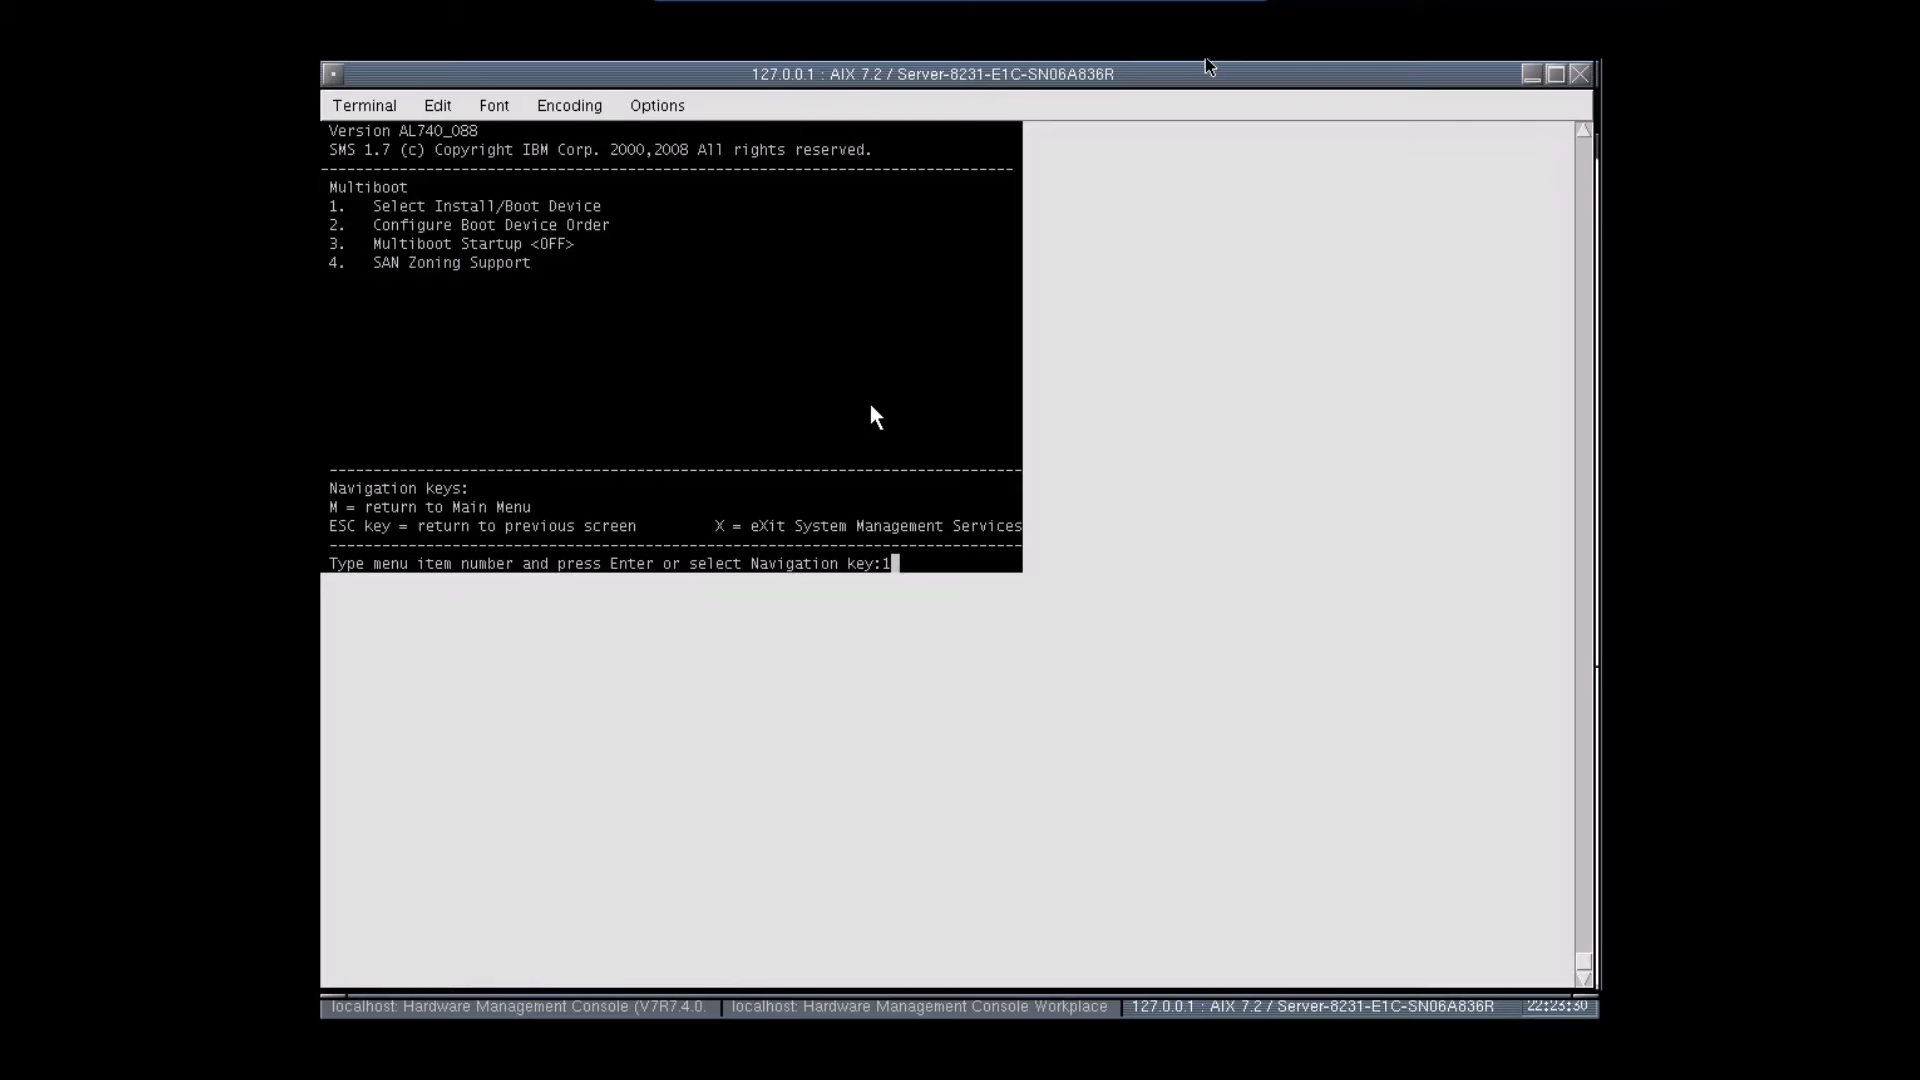 127.0.0.1 : AIX 7.2 / Server-8231-E1C-SN06A836R
Terminal Edit Font Encoding Options
Version AL740_088
SMS 1.7 (c) Copyright IBM Corp. 2000,2008 All rights reserved.
-------------------------------------------------------------------------------
Multiboot
1. Select Install/Boot Device
2. Configure Boot Device Order
3. Multiboot Startup <OFF>
4. SAN Zoning Support
-------------------------------------------------------------------------------
Navigation keys:
M = return to Main Menu
ESC key = return to previous screen X = eXit System Management Services
-------------------------------------------------------------------------------
Type menu item number and press Enter or select Navigation key:1
localhost: Hardware Management Console (V7R7.4.0. localhost: Hardware Management Console Workplace 127.0.0.1 : AIX 7.2 / Server-8231-E1C-SN06A836R 22:23:30